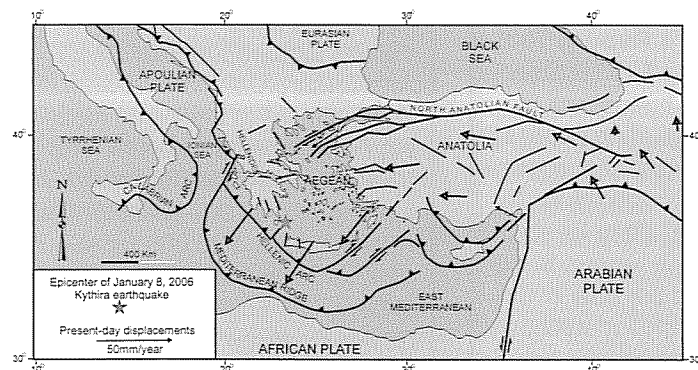 10° 20° 30° 40°
EURASIAN
PLATE
BLACK
SEA
APOULIAN
PLATE
NORTH ANATOLIAN FAULT
40° 40°
TYRRHENIAN
SEA
IONIAN
SEA
ANATOLIA
AEGEAN
CALABRIAN ARC
N
400 Km
HELLENIC ARC
MEDITERRANEAN RIDGE
ARABIAN
PLATE
EAST
MEDITERRANEAN
Epicenter of January 8, 2006
Kythira earthquake
Present-day displacements
50mm/year
AFRICAN PLATE
30° 30°
10° 20° 30° 40°